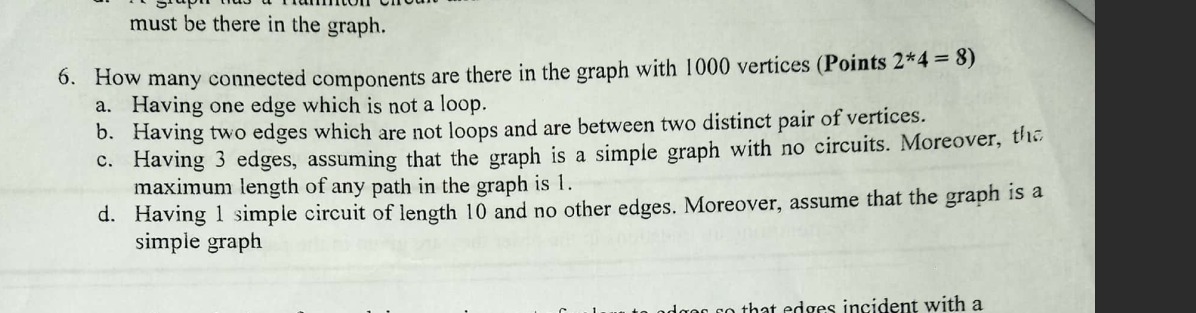 must be there in the graph.
6. How many connected components are there in the graph with 1000 vertices (Points 2*4 = 8)
a. Having one edge which is not a loop.
b. Having two edges which are not loops and are between two distinct pair of vertices.
c. Having 3 edges, assuming that the graph is a simple graph with no circuits. Moreover, the
maximum length of any path in the graph is 1.
d. Having 1 simple circuit of length 10 and no other edges. Moreover, assume that the graph is a
simple graph
so that edges incident with a